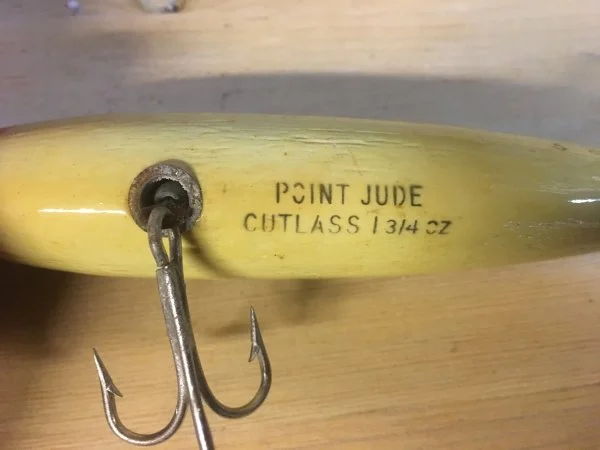 POINT JUDE
CUTLASS 1 3/4 OZ